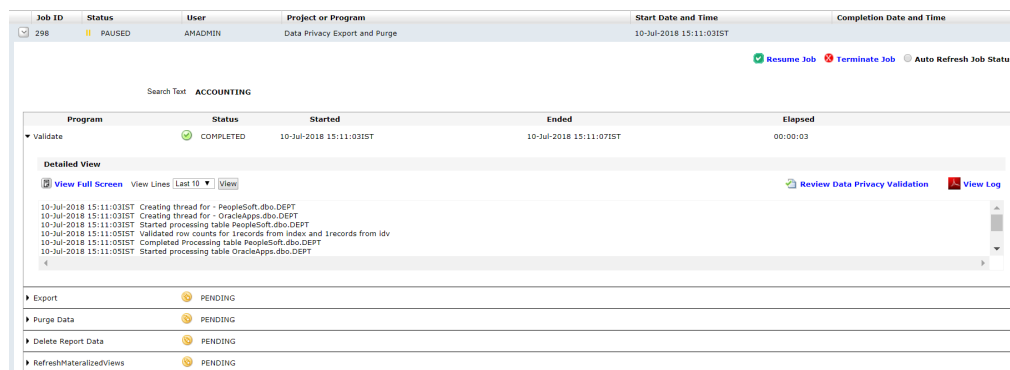 Job ID Status User Project or Program Start Date and Time Completion Date and Time
298 PAUSED AMADMIN Data Privacy Export and Purge 10-Jul-2018 15:11:03IST
Resume Job Terminate Job Auto Refresh Job Statu
Search Text ACCOUNTING
Program Status Started Ended Elapsed
Validate COMPLETED 10-Jul-2018 15:11:03IST 10-Jul-2018 15:11:07IST 00:00:03
Detailed View
View Full Screen View Lines Last 10 View Review Data Privacy Validation View Log
10-Jul-2018 15:11:03IST Creating thread for - PeopleSoft.dbo.DEPT
10-Jul-2018 15:11:03IST Creating thread for - OracleApps.dbo.DEPT
10-Jul-2018 15:11:03IST Started processing table PeopleSoft.dbo.DEPT
10-Jul-2018 15:11:05IST Validated row counts for 1records from index and 1records from idv
10-Jul-2018 15:11:05IST Completed Processing table PeopleSoft.dbo.DEPT
10-Jul-2018 15:11:05IST Started processing table OracleApps.dbo.DEPT
Export PENDING
Purge Data PENDING
Delete Report Data PENDING
RefreshMateralizedViews PENDING